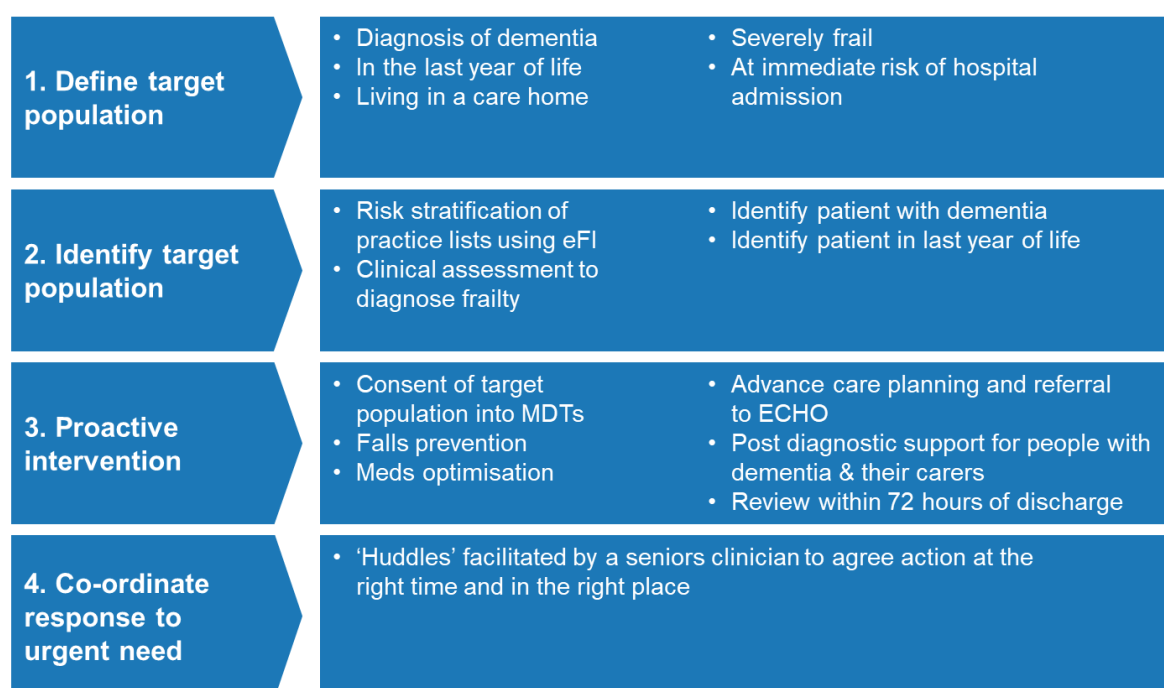 1. Define target
population
• Diagnosis of dementia
• In the last year of life
• Living in a care home
• Severely frail
• At immediate risk of hospital
admission
2. Identify target
population
• Risk stratification of
practice lists using eFI
• Clinical assessment to
diagnose frailty
• Identify patient with dementia
• Identify patient in last year of life
3. Proactive
intervention
• Consent of target
population into MDTs
• Falls prevention
• Meds optimisation
• Advance care planning and referral
to ECHO
• Post diagnostic support for people with
dementia & their carers
• Review within 72 hours of discharge
4. Co-ordinate
response to
urgent need
• ‘Huddles’ facilitated by a seniors clinician to agree action at the
right time and in the right place